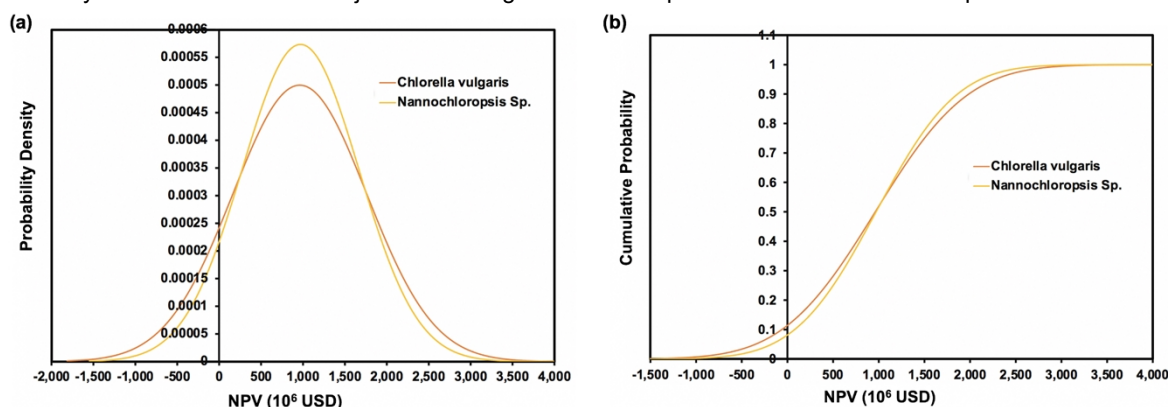 (a)
Probability Density
0.0006
0.00055
0.0005
0.00045
0.0004
0.00035
0.0003
0.00025
0.0002
0.00015
0.0001
0.00005
0
-2,000 -1,500 -1,000 -500 0 500 1,000 1,500 2,000 2,500 3,000 3,500 4,000
NPV (10⁶ USD)
Chlorella vulgaris
Nannochloropsis Sp.
(b)
Cumulative Probability
1.1
1
0.9
0.8
0.7
0.6
0.5
0.4
0.3
0.2
0.1
0
-1,500 -1,000 -500 0 500 1,000 1,500 2,000 2,500 3,000 3,500 4,000
NPV (10⁶ USD)
Chlorella vulgaris
Nannochloropsis Sp.